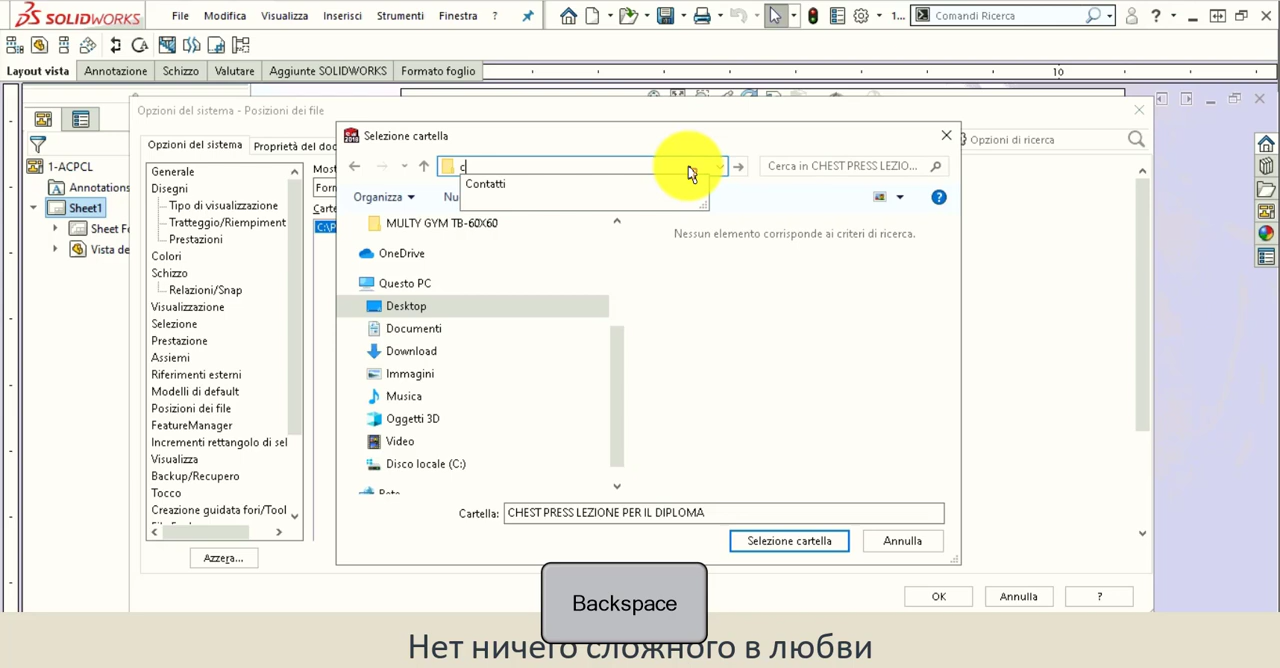 SOLIDWORKS File Modifica Visualizza Inserisci Strumenti Finestra ? 1... Comandi Ricerca ?
Layout vista Annotazione Schizzo Valutare Aggiunte SOLIDWORKS Formato foglio 10
1-ACPCL
Annotations
Sheet1
Sheet Fo
Vista de
Opzioni del sistema - Posizioni dei file
Opzioni del sistema Proprietà del doc
Opzioni di ricerca
Generale
Disegni
Tipo di visualizzazione
Tratteggio/Riempiment
Prestazioni
Colori
Schizzo
Relazioni/Snap
Visualizzazione
Selezione
Prestazione
Assiemi
Riferimenti esterni
Modelli di default
Posizioni dei file
FeatureManager
Incrementi rettangolo di sel
Visualizza
Backup/Recupero
Tocco
Creazione guidata fori/Tool
Azzera...
Most
Form
Carte
C:\P
Selezione cartella
c
Cerca in CHEST PRESS LEZIO...
Contatti
Organizza Nu
?
MULTY GYM TB-60X60
OneDrive
Questo PC
Desktop
Documenti
Download
Immagini
Musica
Oggetti 3D
Video
Disco locale (C:)
Nessun elemento corrisponde ai criteri di ricerca.
Cartella: CHEST PRESS LEZIONE PER IL DIPLOMA
Selezione cartella Annulla
OK Annulla ?
Backspace
Нет ничего сложного в любви